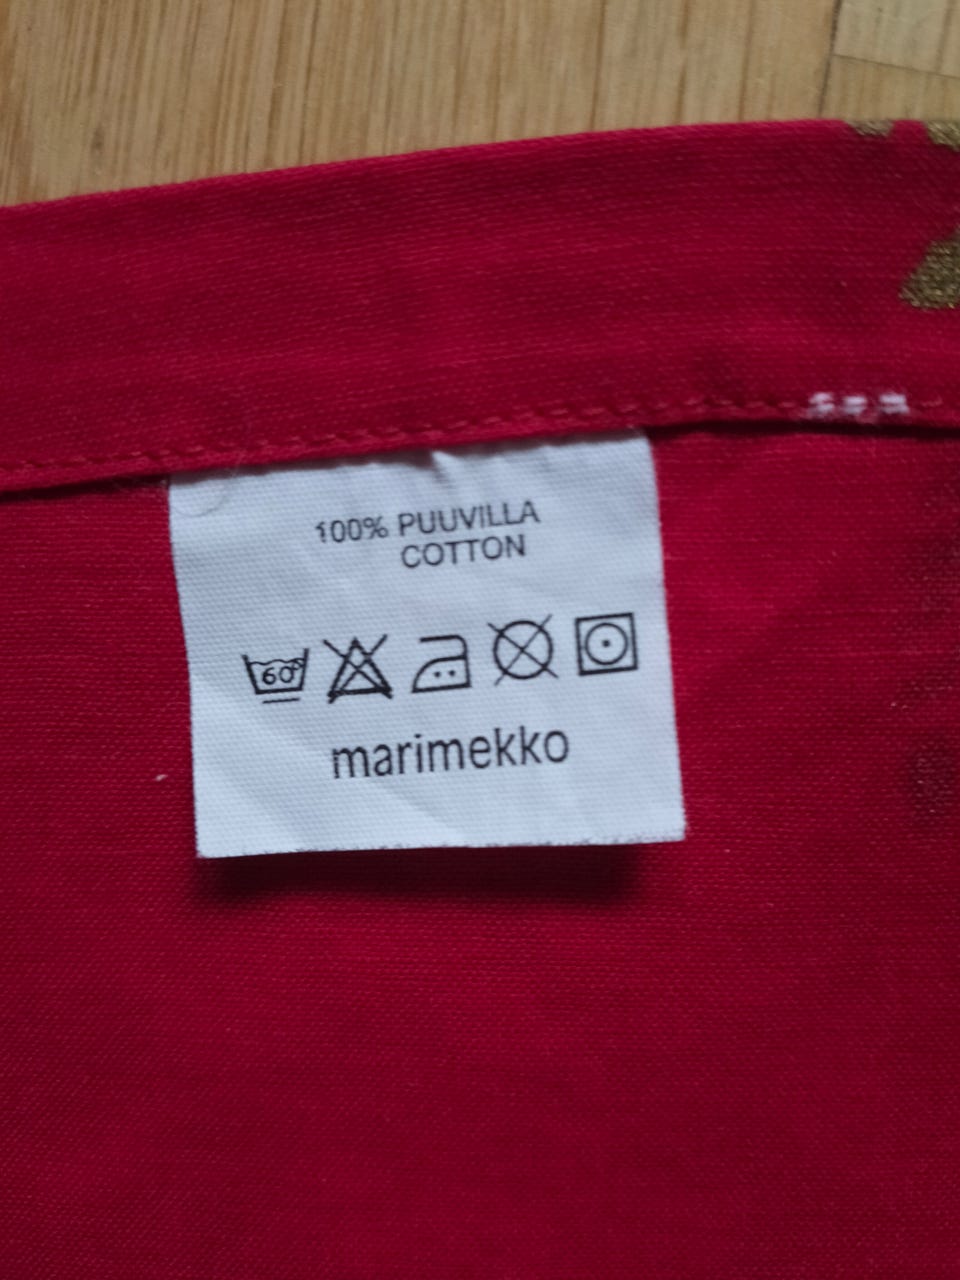 100% PUUVILLA
COTTON
60°
marimekko